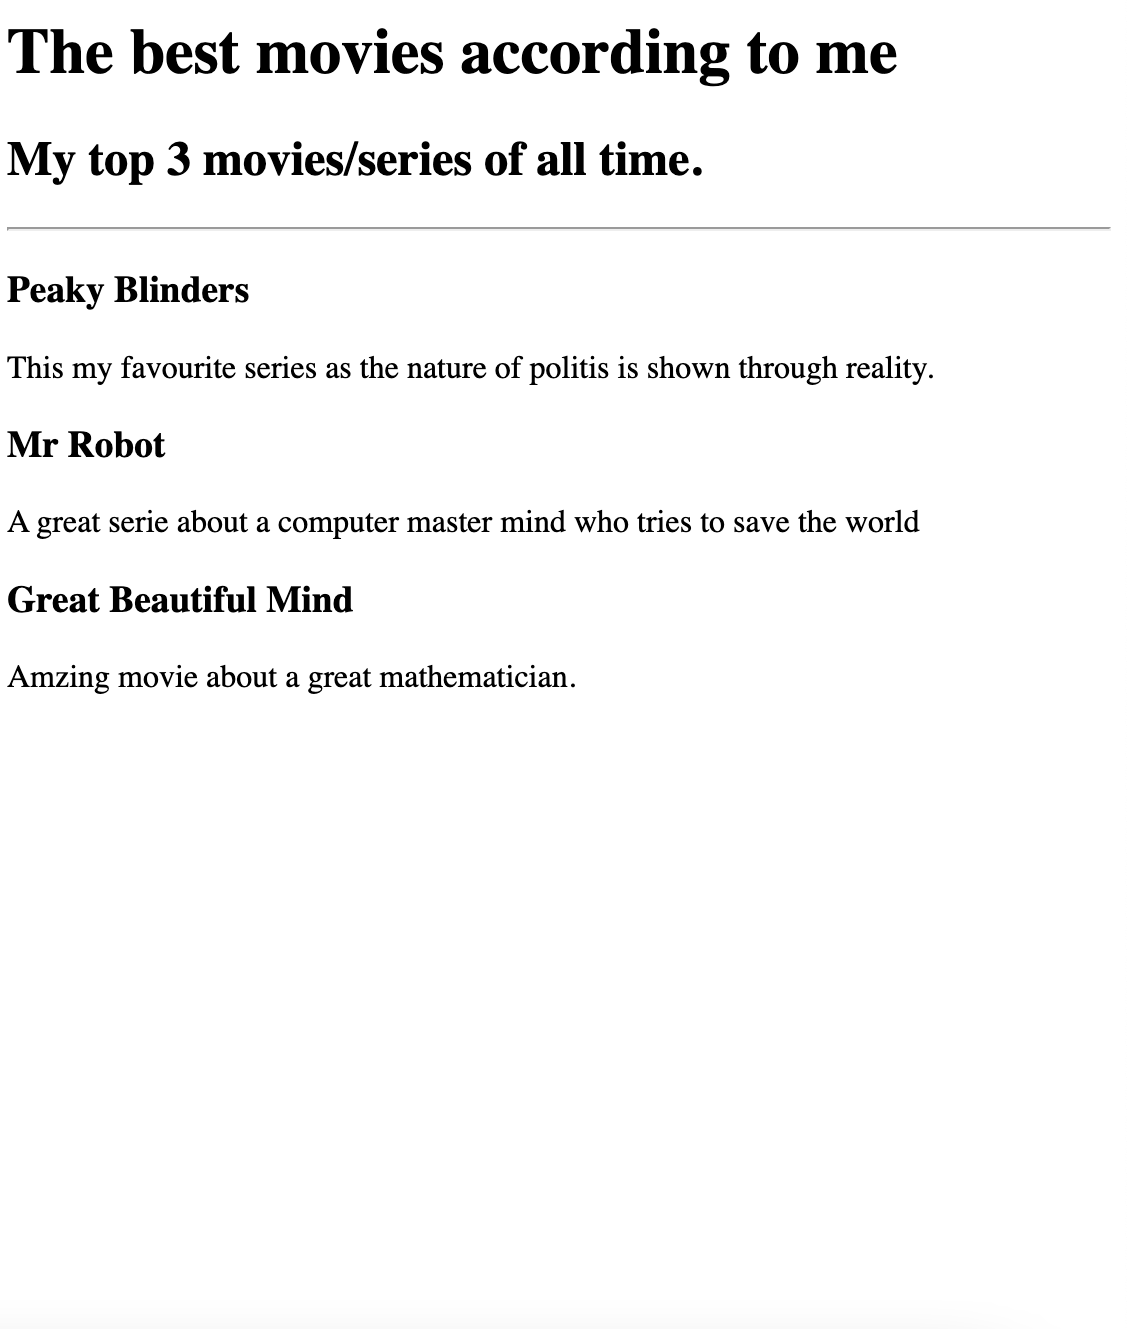 The best movies according to me
My top 3 movies/series of all time.
Peaky Blinders
This my favourite series as the nature of politis is shown through reality.
Mr Robot
A great serie about a computer master mind who tries to save the world
Great Beautiful Mind
Amzing movie about a great mathematician.